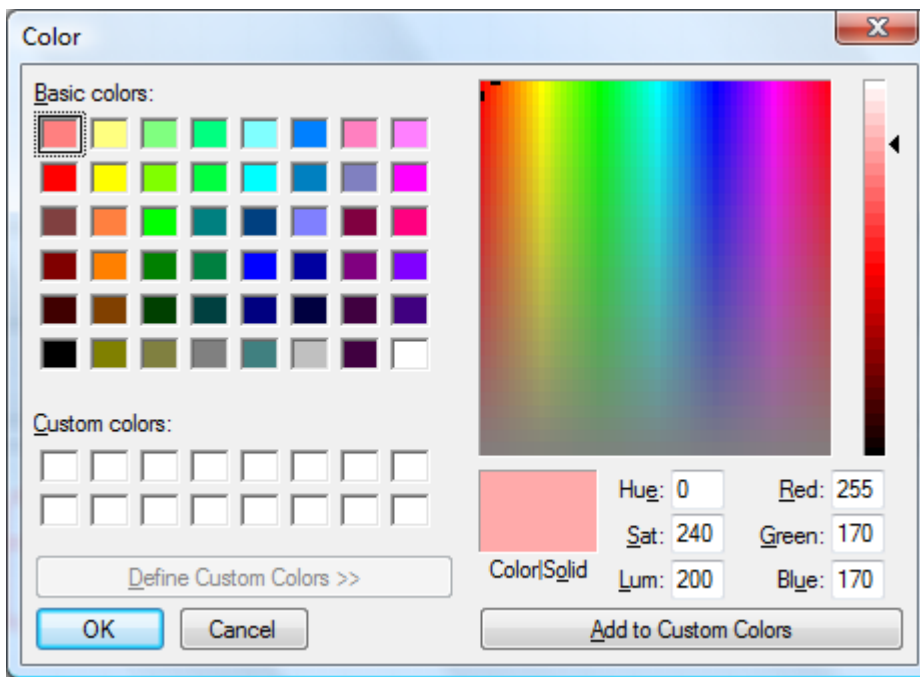 Color
Basic colors:
Custom colors:
Define Custom Colors >>
OK Cancel
Color|Solid
Hue: 0 Red: 255
Sat: 240 Green: 170
Lum: 200 Blue: 170
Add to Custom Colors